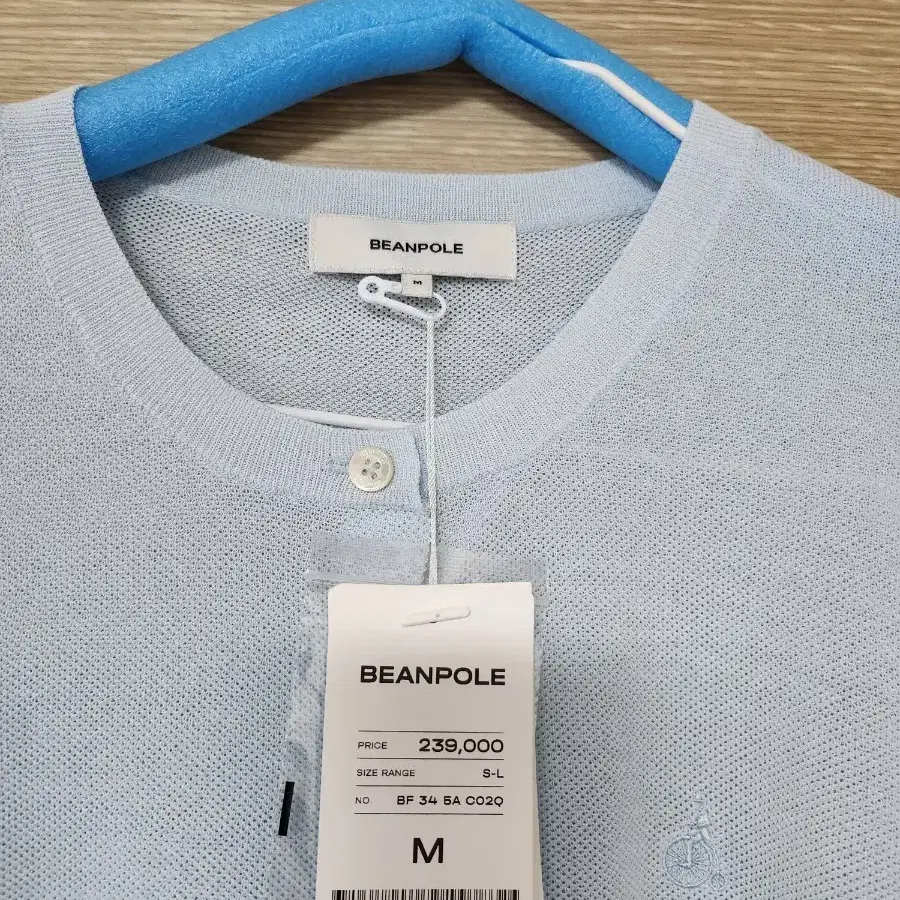 BEANPOLE
M
BEANPOLE
PRICE 239,000
SIZE RANGE S-L
NO. BF 34 5A C02Q
M